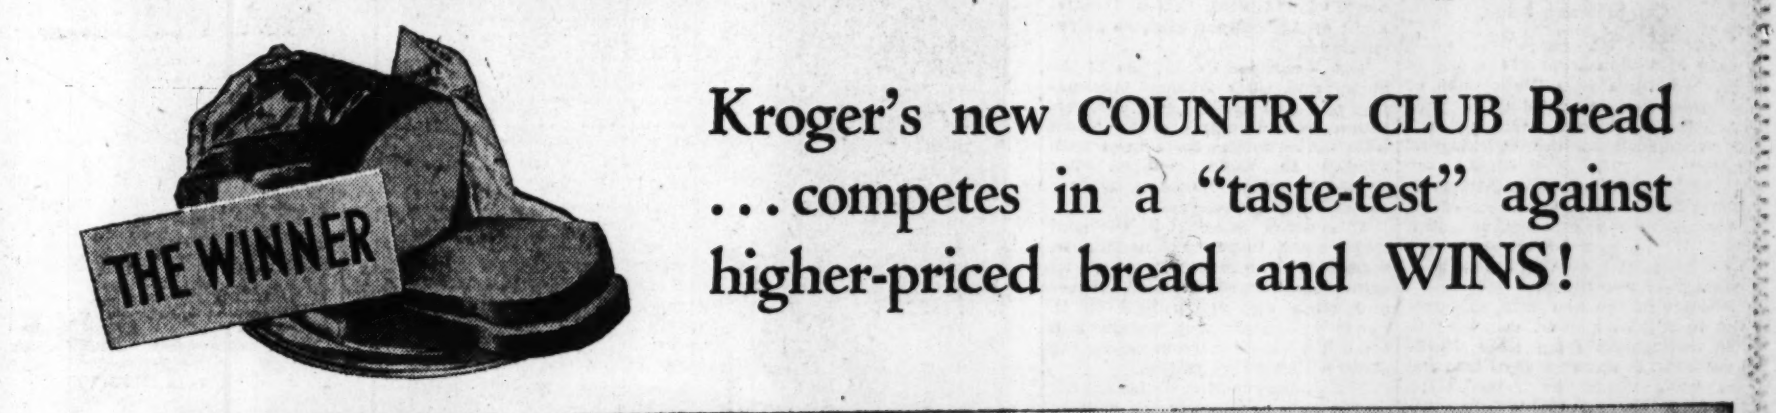 THE WINNER
Kroger's new COUNTRY CLUB Bread
...competes in a “taste-test” against
higher-priced bread and WINS!